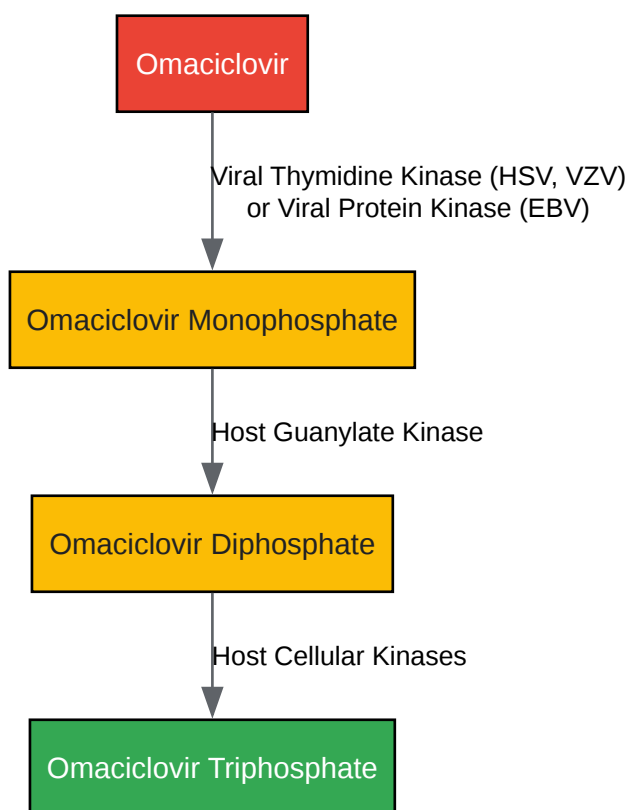 Omaciclovir
Viral Thymidine Kinase (HSV, VZV)
or Viral Protein Kinase (EBV)
Omaciclovir Monophosphate
Host Guanylate Kinase
Omaciclovir Diphosphate
Host Cellular Kinases
Omaciclovir Triphosphate